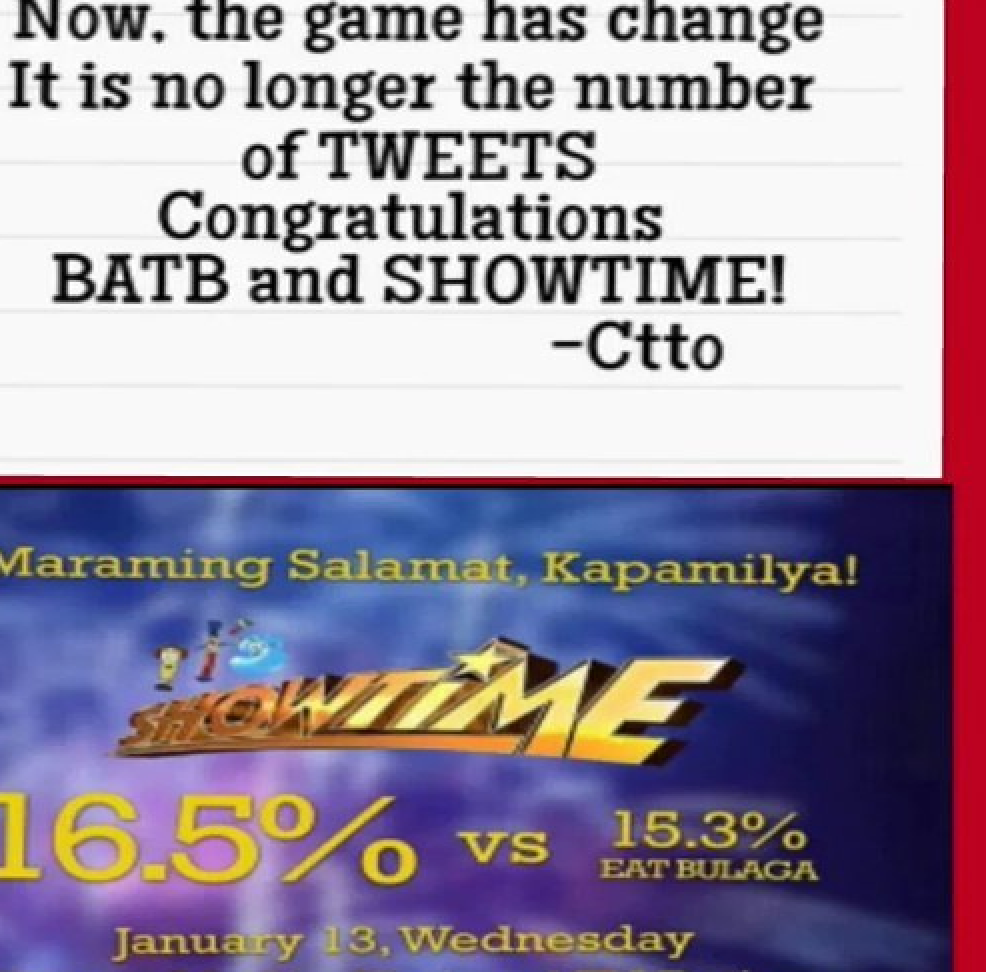 Now. the game has change
It is no longer the number
of TWEETS
Congratulations
BATB and SHOWTIME!
-Ctto
Maraming Salamat, Kapamilya!
it's
SHOWTIME
16.5% vs 15.3%
EAT BULAGA
January 13, Wednesday